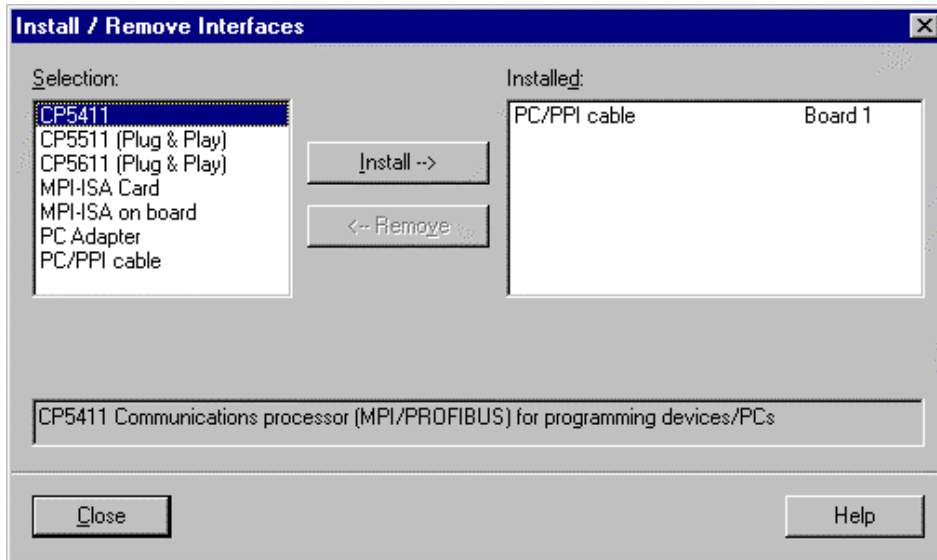 Install / Remove Interfaces
Selection:
CP5411
CP5511 (Plug & Play)
CP5611 (Plug & Play)
MPI-ISA Card
MPI-ISA on board
PC Adapter
PC/PPI cable
Install -->
<-- Remove
Installed:
PC/PPI cable Board 1
CP5411 Communications processor (MPI/PROFIBUS) for programming devices/PCs
Close
Help